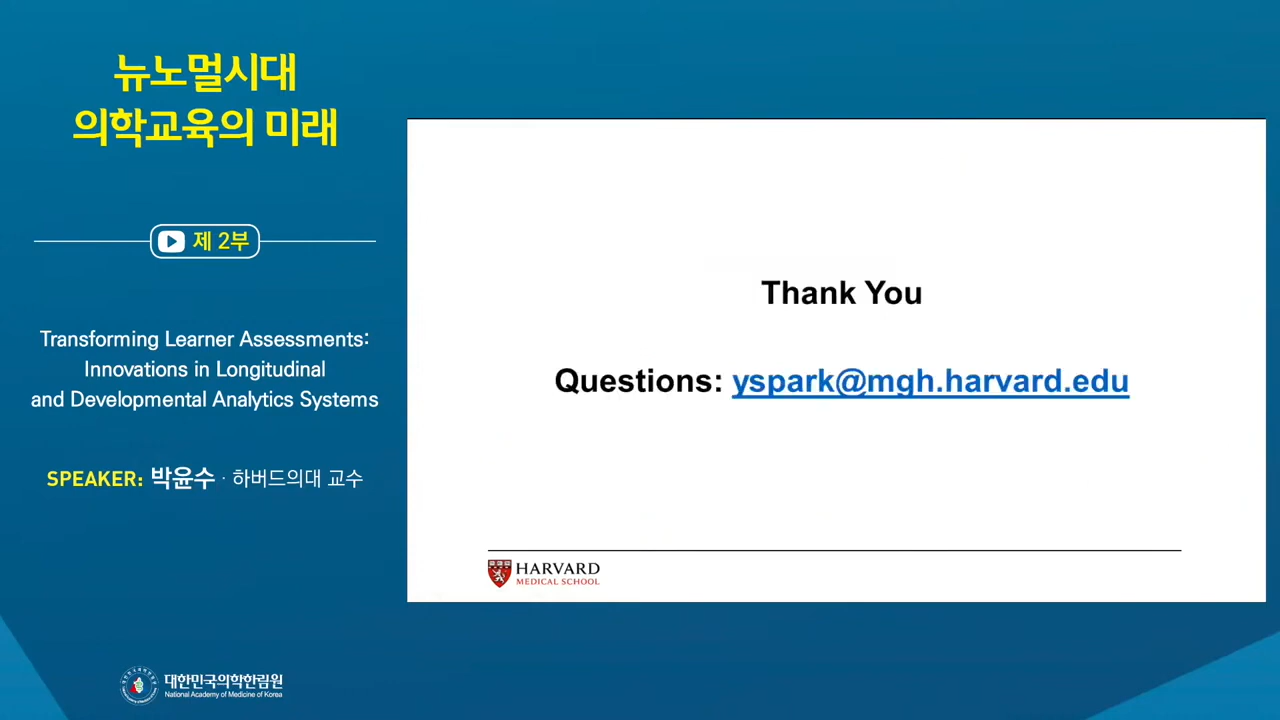 뉴노멀시대
의학교육의 미래
제 2부
Transforming Learner Assessments:
Innovations in Longitudinal
and Developmental Analytics Systems
SPEAKER: 박윤수 · 하버드의대 교수
대한민국의학한림원
National Academy of Medicine of Korea
Thank You
Questions: yspark@mgh.harvard.edu
HARVARD
MEDICAL SCHOOL